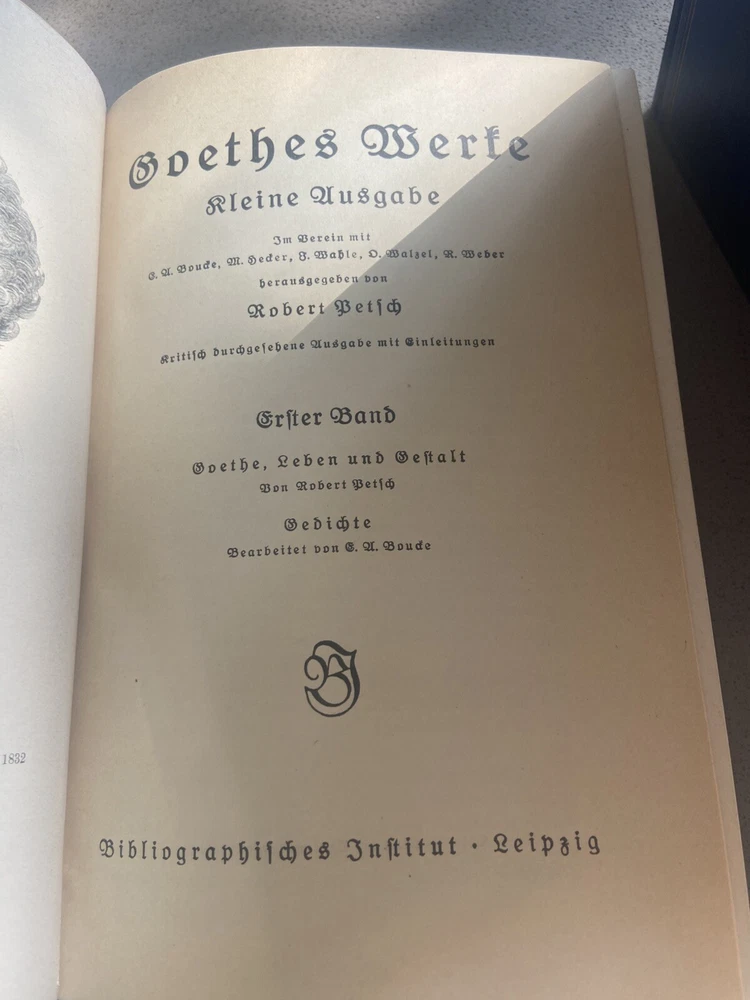 Goethes Werke
Kleine Ausgabe
Im Verein mit
E. A. Boucke, M. Hecker, J. Wahle, O. Walzel, R. Weber
herausgegeben von
Robert Petſch
Kritiſch durchgeſehene Ausgabe mit Einleitungen
Erſter Band
Goethe, Leben und Geſtalt
Von Robert Petſch
Gedichte
Bearbeitet von E. A. Boucke
BI
1832
Bibliographiſches Inſtitut · Leipzig